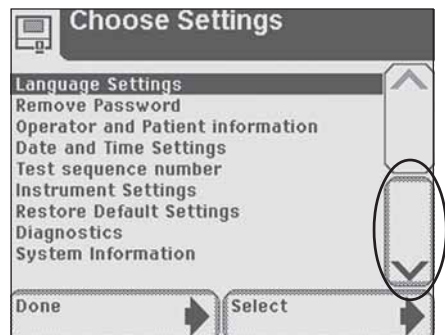 Choose Settings
Language Settings
Remove Password
Operator and Patient information
Date and Time Settings
Test sequence number
Instrument Settings
Restore Default Settings
Diagnostics
System Information
Done
Select